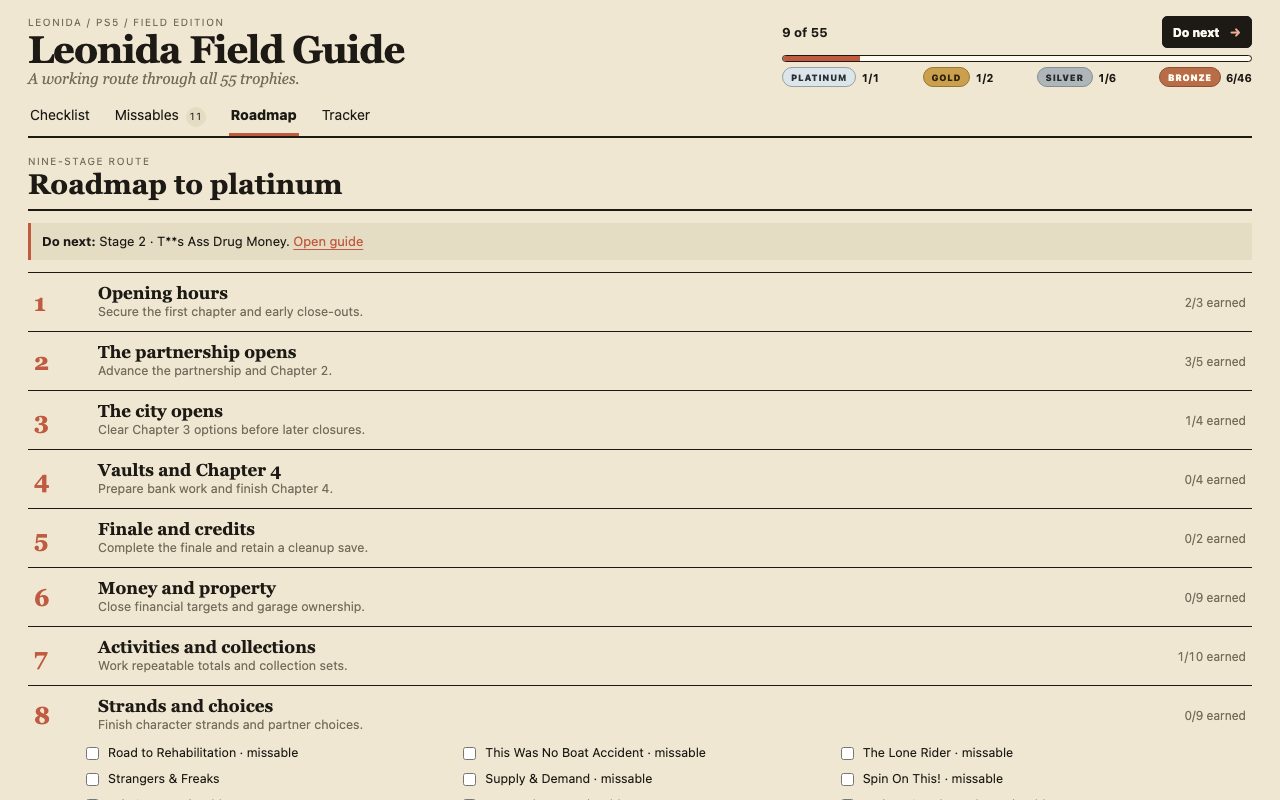 LEONIDA / PS5 / FIELD EDITION
Leonida Field Guide
A working route through all 55 trophies.
9 of 55
Do next →
PLATINUM 1/1
GOLD 1/2
SILVER 1/6
BRONZE 6/46
Checklist
Missables 11
Roadmap
Tracker
NINE-STAGE ROUTE
Roadmap to platinum
Do next: Stage 2 · T**s Ass Drug Money. Open guide
1
Opening hours
Secure the first chapter and early close-outs.
2/3 earned
2
The partnership opens
Advance the partnership and Chapter 2.
3/5 earned
3
The city opens
Clear Chapter 3 options before later closures.
1/4 earned
4
Vaults and Chapter 4
Prepare bank work and finish Chapter 4.
0/4 earned
5
Finale and credits
Complete the finale and retain a cleanup save.
0/2 earned
6
Money and property
Close financial targets and garage ownership.
0/9 earned
7
Activities and collections
Work repeatable totals and collection sets.
1/10 earned
8
Strands and choices
Finish character strands and partner choices.
0/9 earned
Road to Rehabilitation · missable
This Was No Boat Accident · missable
The Lone Rider · missable
Strangers & Freaks
Supply & Demand · missable
Spin On This! · missable